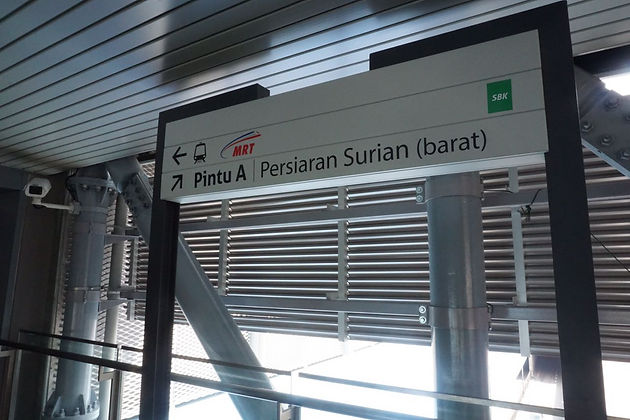 MRT
SBK
Pintu A Persiaran Surian (barat)